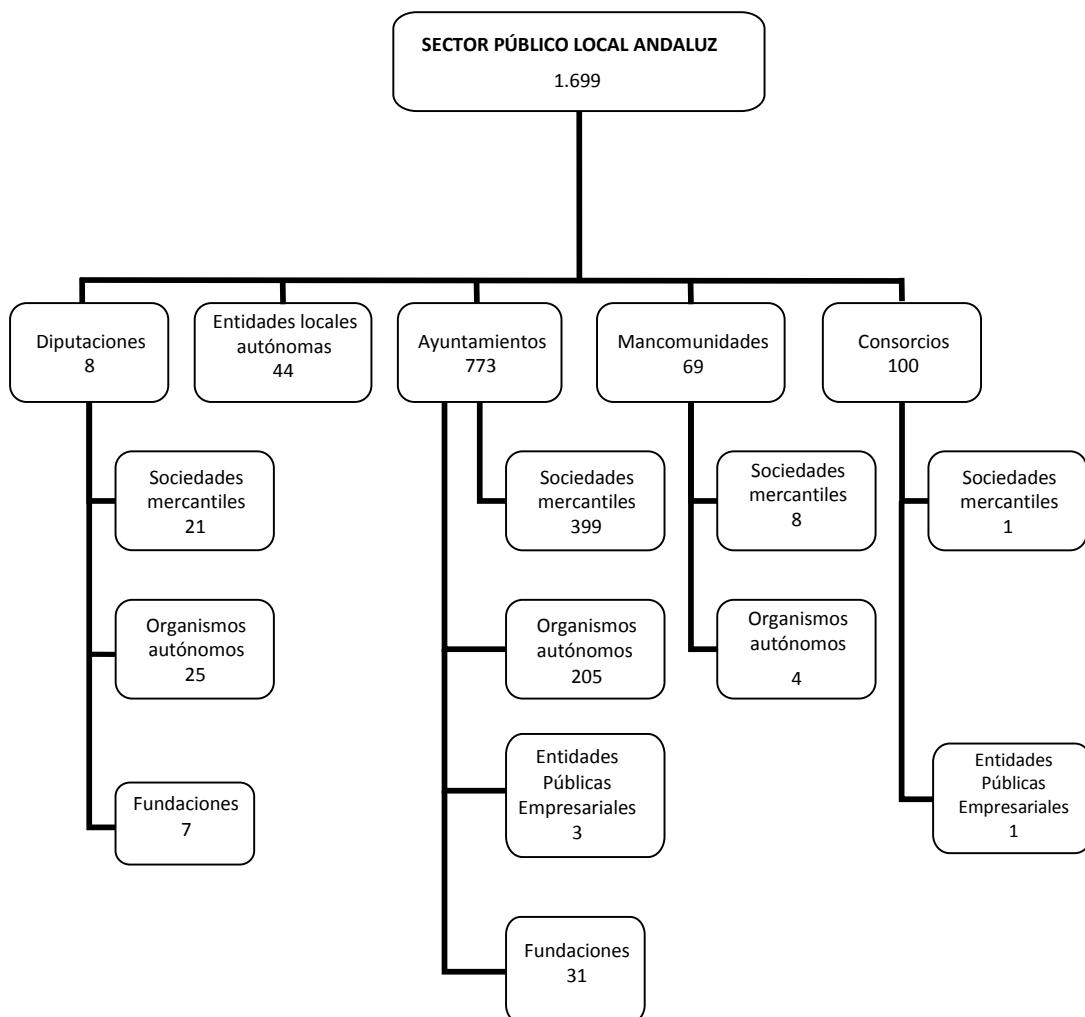 SECTOR PÚBLICO LOCAL ANDALUZ
1.699
Diputaciones
8
Entidades locales
autónomas
44
Ayuntamientos
773
Mancomunidades
69
Consorcios
100
Sociedades
mercantiles
21
Sociedades
mercantiles
399
Sociedades
mercantiles
8
Sociedades
mercantiles
1
Organismos
autónomos
25
Organismos
autónomos
205
Organismos
autónomos
4
Fundaciones
7
Entidades
Públicas
Empresariales
3
Entidades
Públicas
Empresariales
1
Fundaciones
31